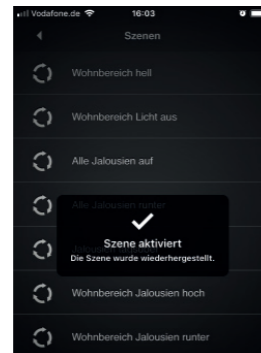 Vodafone.de 16:03
Szenen
Wohnbereich hell
Wohnbereich Licht aus
Alle Jalousien auf
Alle Jalousien runter
Szene aktiviert
Die Szene wurde wiederhergestellt.
Wohnbereich Jalousien hoch
Wohnbereich Jalousien runter